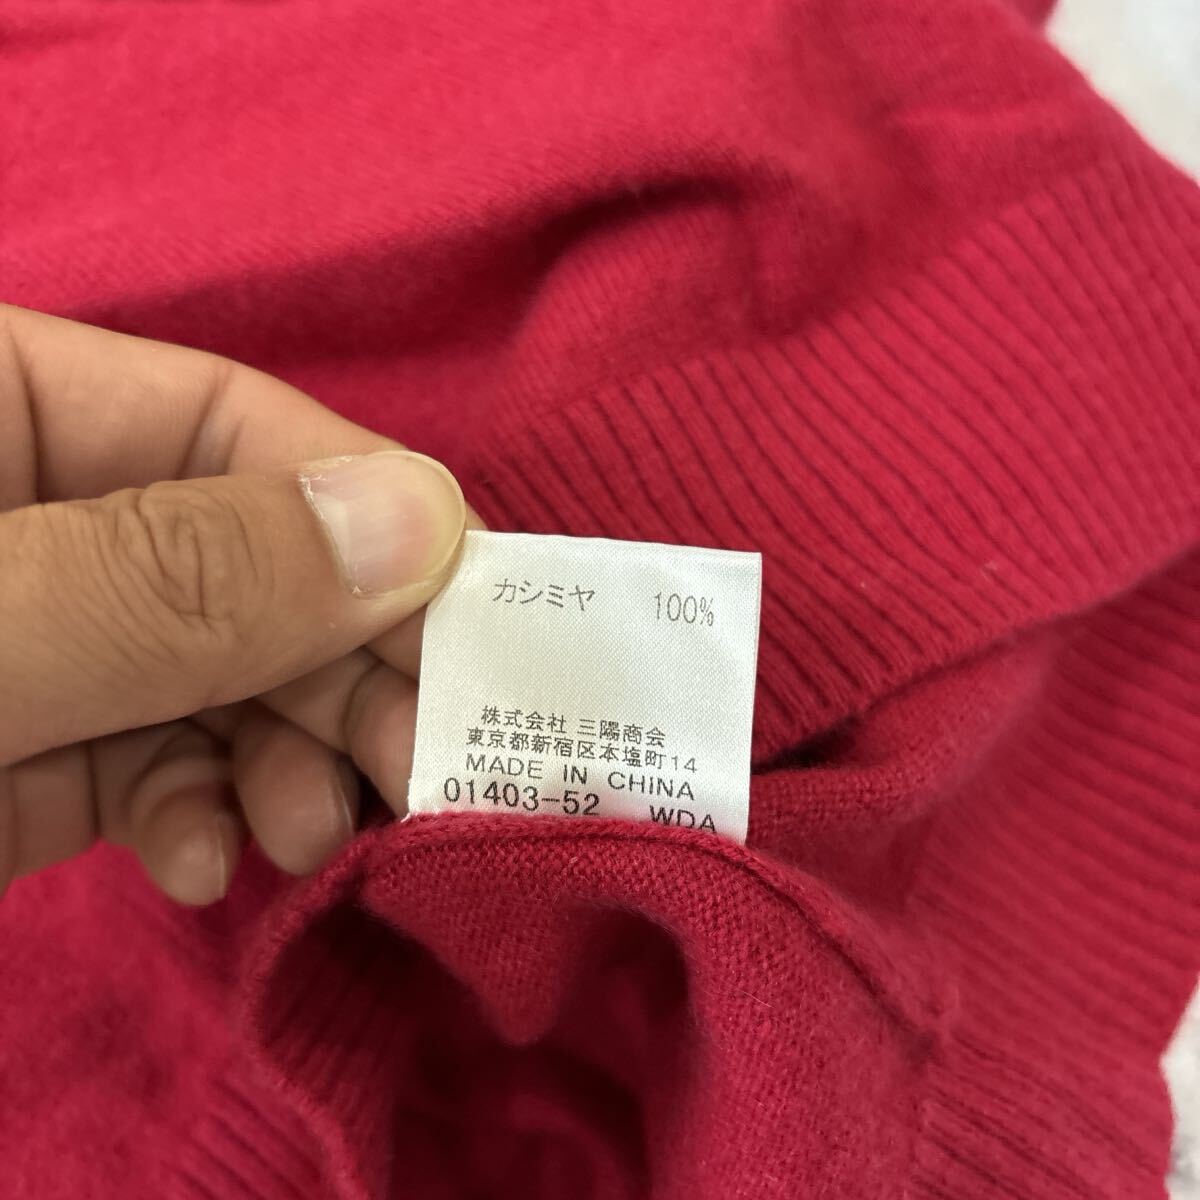 カシミヤ 100%
株式会社 三陽商会
東京都新宿区本塩町14
MADE IN CHINA
01403-52 WDA